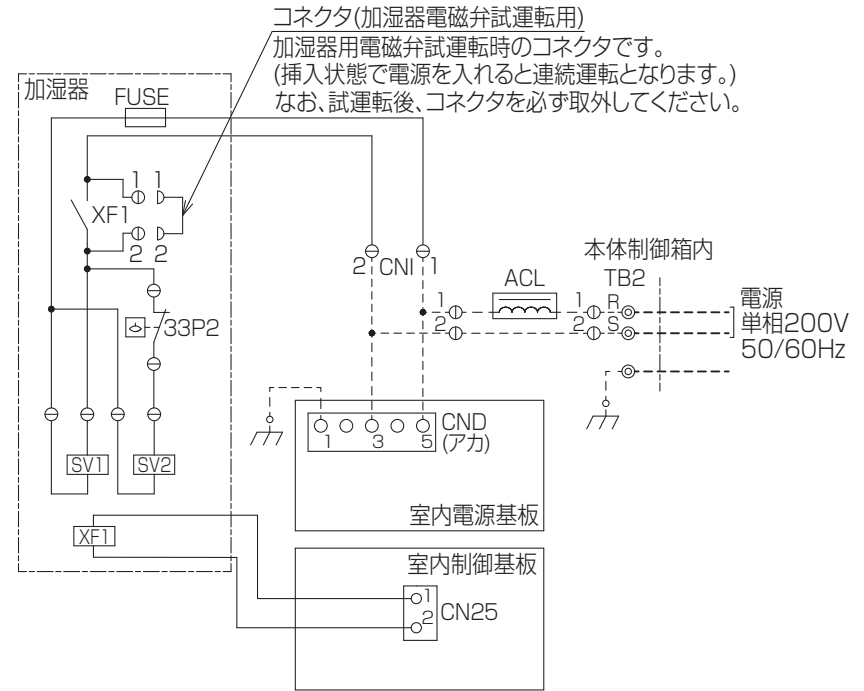 コネクタ(加湿器電磁弁試運転用)
加湿器用電磁弁試運転時のコネクタです。
(挿入状態で電源を入れると連続運転となります。)
なお、試運転後、コネクタを必ず取外してください。
加湿器
FUSE
1 1
XF1
2 2
33P2
SV1 SV2
XF1
2 CN1 1
本体制御箱内
ACL
TB2
1 1 R
2 2 S
電源
単相200V
50/60Hz
CND
(アカ)
1 3 5
室内電源基板
室内制御基板
1
2
CN25